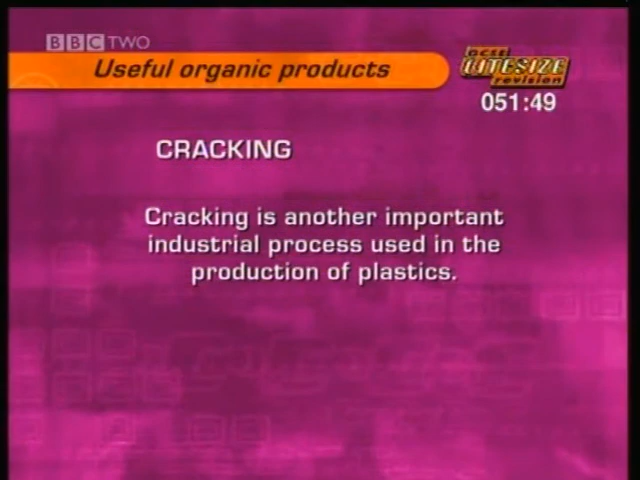 BBC TWO
Useful organic products
GCSE
BITESIZE
revision
051:49
CRACKING
Cracking is another important
industrial process used in the
production of plastics.